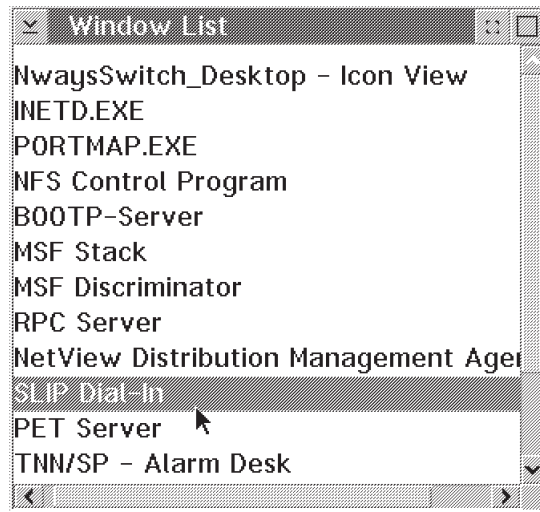 Window List
NwaysSwitch_Desktop - Icon View
INETD.EXE
PORTMAP.EXE
NFS Control Program
BOOTP-Server
MSF Stack
MSF Discriminator
RPC Server
NetView Distribution Management Agen
SLIP Dial-In
PET Server
TNN/SP - Alarm Desk